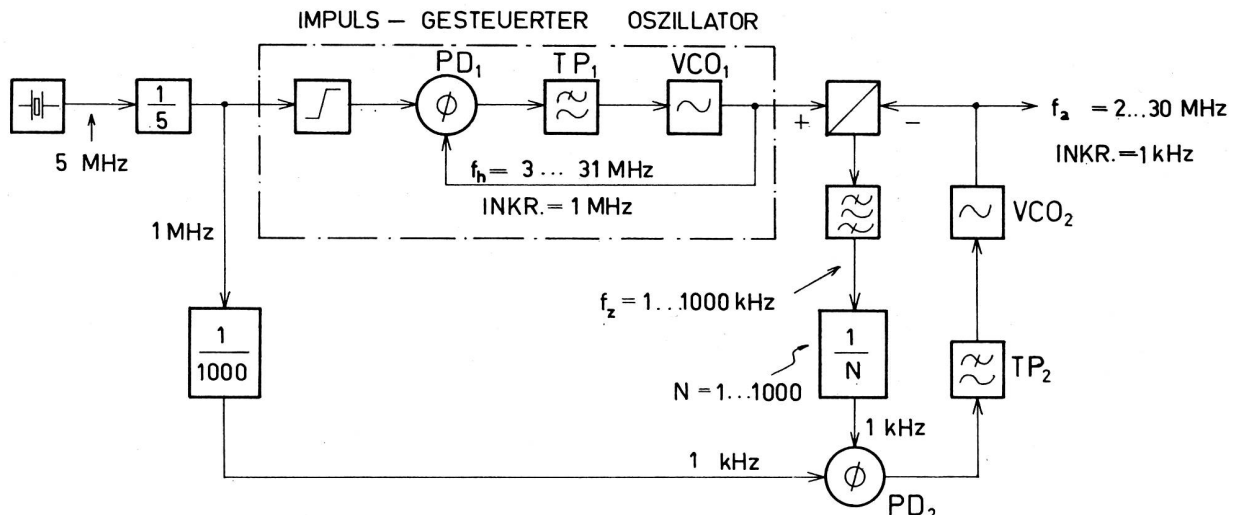 IMPULS – GESTEUERTER OSZILLATOR
PD₁
TP₁
VCO₁
1
5
ϕ
+
–
fₐ = 2...30 MHz
INKR. = 1 kHz
5 MHz
f_h = 3 ... 31 MHz
INKR. = 1 MHz
VCO₂
1 MHz
f_z = 1...1000 kHz
1
1000
1
N
TP₂
N = 1...1000
1 kHz
1 kHz
ϕ
PD₂